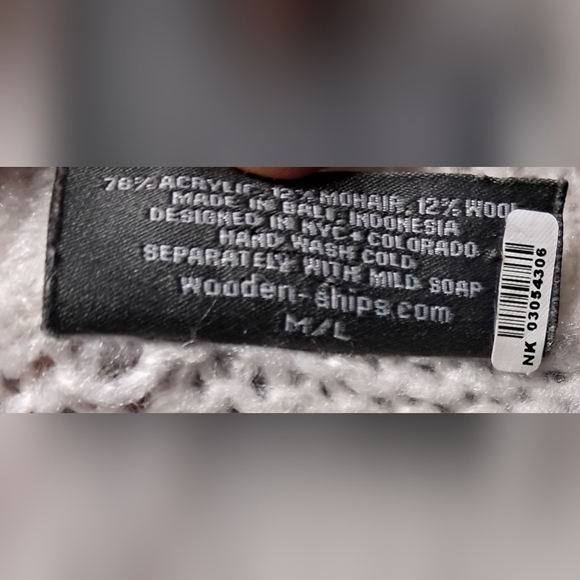 76% ACRYLIC, 12% MOHAIR, 12% WOOL
MADE IN BALI, INDONESIA
DESIGNED IN NYC + COLORADO
HAND WASH COLD
SEPARATELY WITH MILD SOAP
wooden-ships.com
M/L
NK 03054306